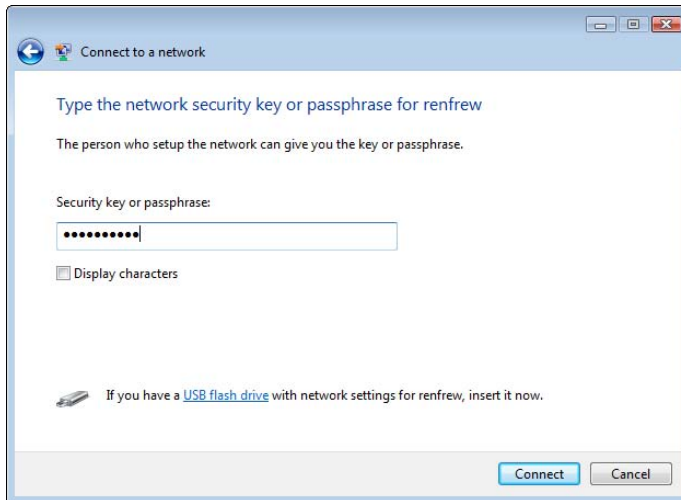 Connect to a network
Type the network security key or passphrase for renfrew
The person who setup the network can give you the key or passphrase.
Security key or passphrase:
••••••••••
Display characters
If you have a USB flash drive with network settings for renfrew, insert it now.
Connect Cancel